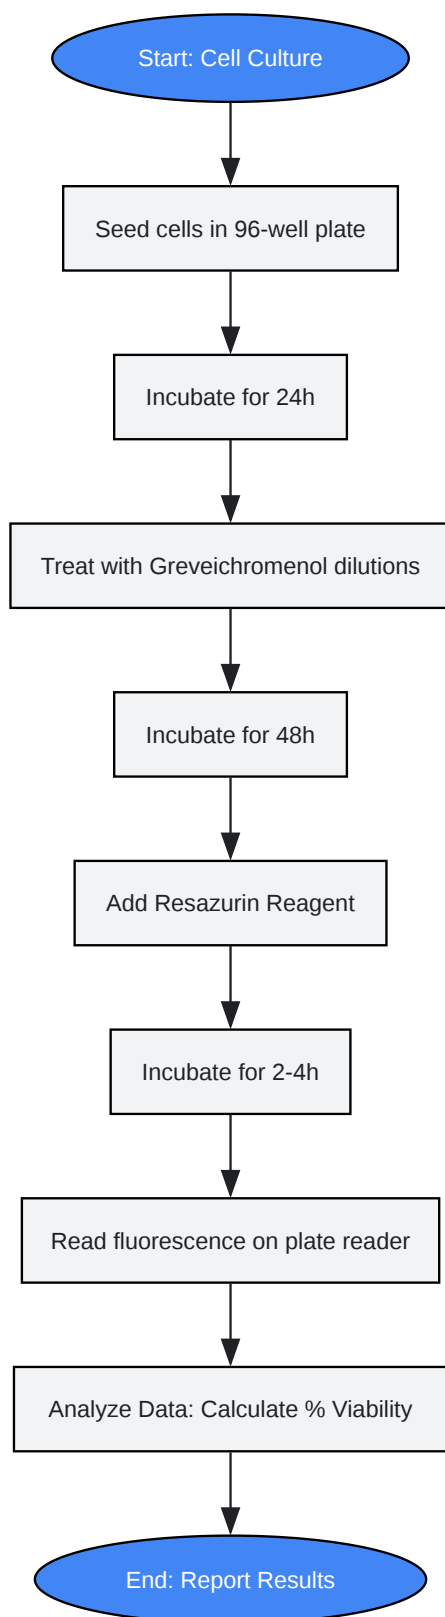 Start: Cell Culture
Seed cells in 96-well plate
Incubate for 24h
Treat with Greveichromenol dilutions
Incubate for 48h
Add Resazurin Reagent
Incubate for 2-4h
Read fluorescence on plate reader
Analyze Data: Calculate % Viability
End: Report Results